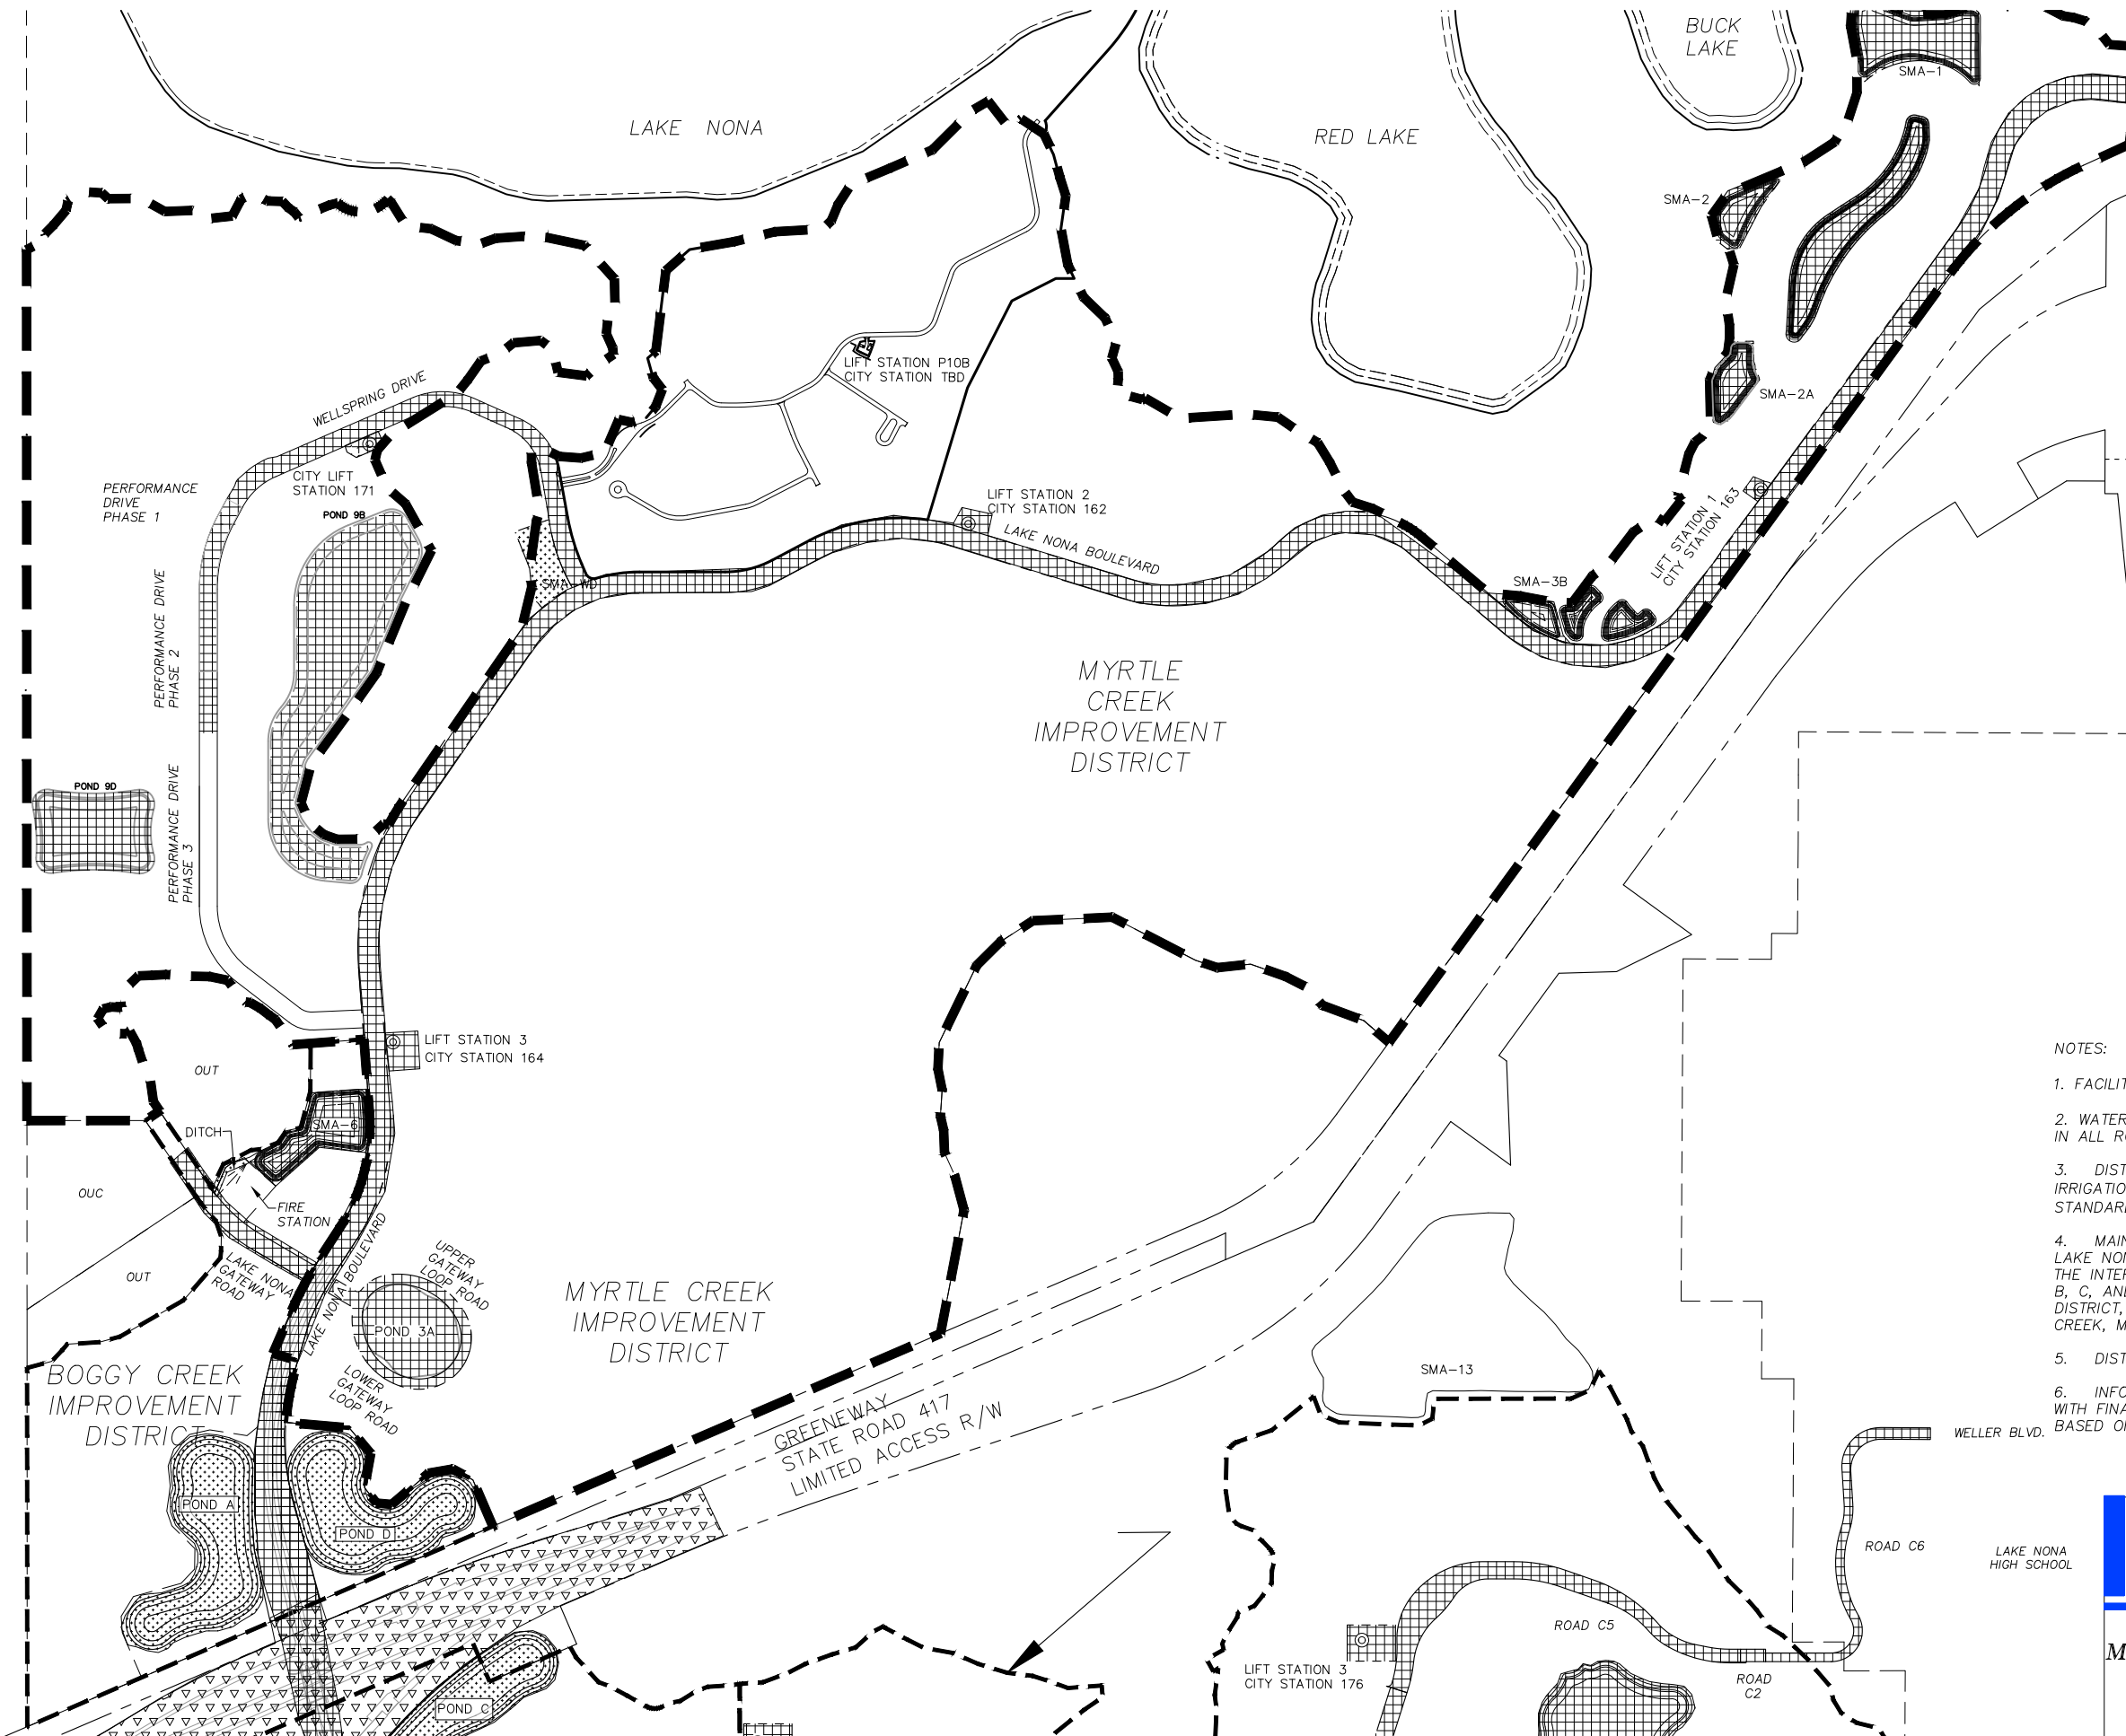 BUCK
LAKE
SMA-1
LAKE NONA
RED LAKE
SMA-2
LIFT STATION P10B
CITY STATION TBD
SMA-2A
WELLSPRING DRIVE
CITY LIFT
STATION 171
PERFORMANCE
DRIVE
PHASE 1
POND 9B
LIFT STATION 2
CITY STATION 162
LAKE NONA BOULEVARD
LIFT STATION 1
CITY STATION 163
SMA-3B
PERFORMANCE DRIVE
PHASE 2
MYRTLE
CREEK
IMPROVEMENT
DISTRICT
POND 9D
PERFORMANCE DRIVE
PHASE 3
LIFT STATION 3
CITY STATION 164
OUT
SMA-6
DITCH
OUC
FIRE
STATION
OUT
LAKE NONA
GATEWAY
ROAD
LAKE NONA BOULEVARD
UPPER
GATEWAY
LOOP ROAD
POND 3A
LOWER
GATEWAY
LOOP ROAD
MYRTLE CREEK
IMPROVEMENT
DISTRICT
BOGGY CREEK
IMPROVEMENT
DISTRICT
GREENEWAY
STATE ROAD 417
LIMITED ACCESS R/W
POND A
POND D
POND C
SMA-13
NOTES:
1. FACILIT
2. WATER
IN ALL R
3. DIST
IRRIGATIO
STANDAR
4. MAIN
LAKE NON
THE INTE
B, C, AN
DISTRICT,
CREEK, M
5. DIST
6. INFO
WITH FINA
BASED O
WELLER BLVD.
ROAD C6
LAKE NONA
HIGH SCHOOL
ROAD C5
LIFT STATION 3
CITY STATION 176
ROAD
C2
M